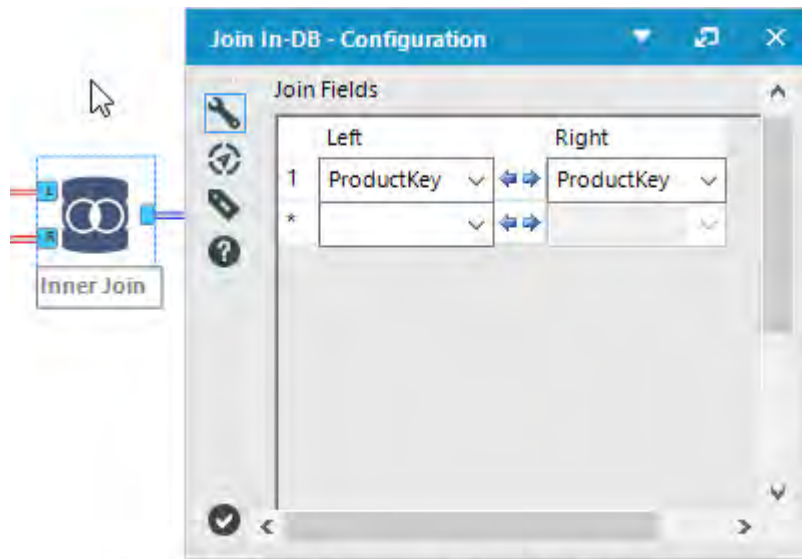 Join In-DB - Configuration
Join Fields
Left Right
1 ProductKey ProductKey
*
L
R
Inner Join